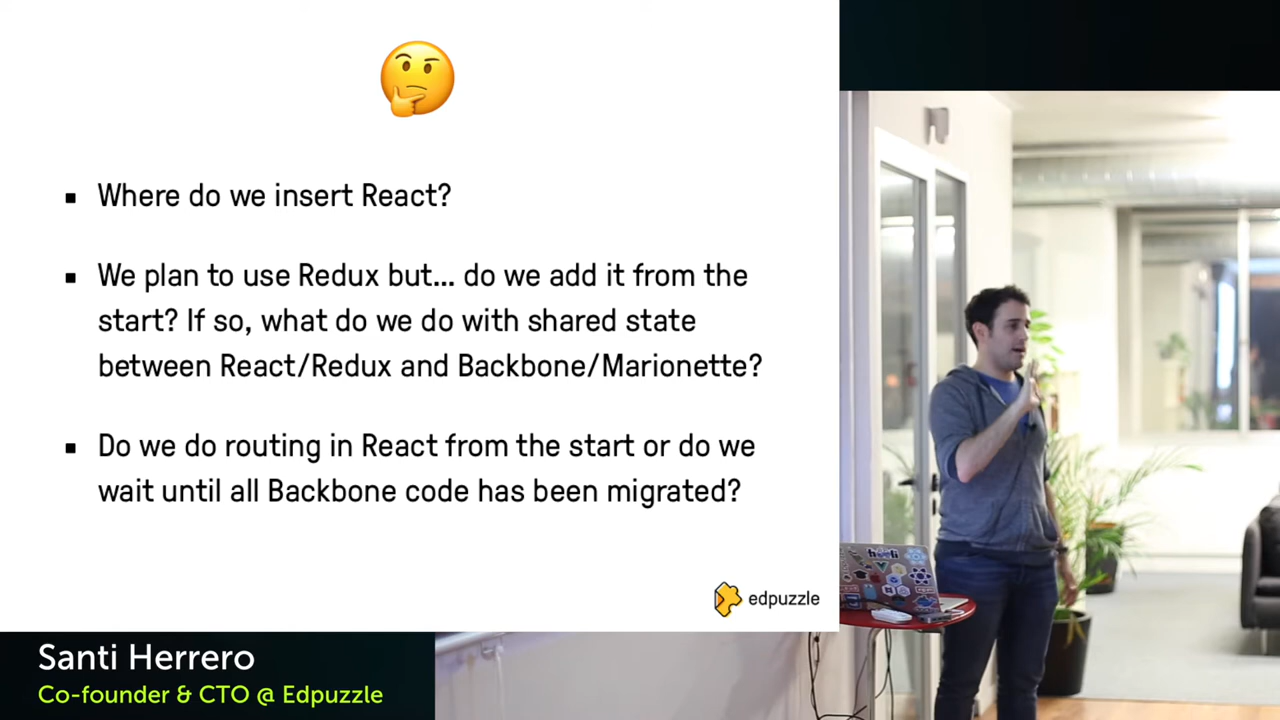 ▪ Where do we insert React?
▪ We plan to use Redux but... do we add it from the
start? If so, what do we do with shared state
between React/Redux and Backbone/Marionette?
▪ Do we do routing in React from the start or do we
wait until all Backbone code has been migrated?
edpuzzle
hooli
Santi Herrero
Co-founder & CTO @ Edpuzzle